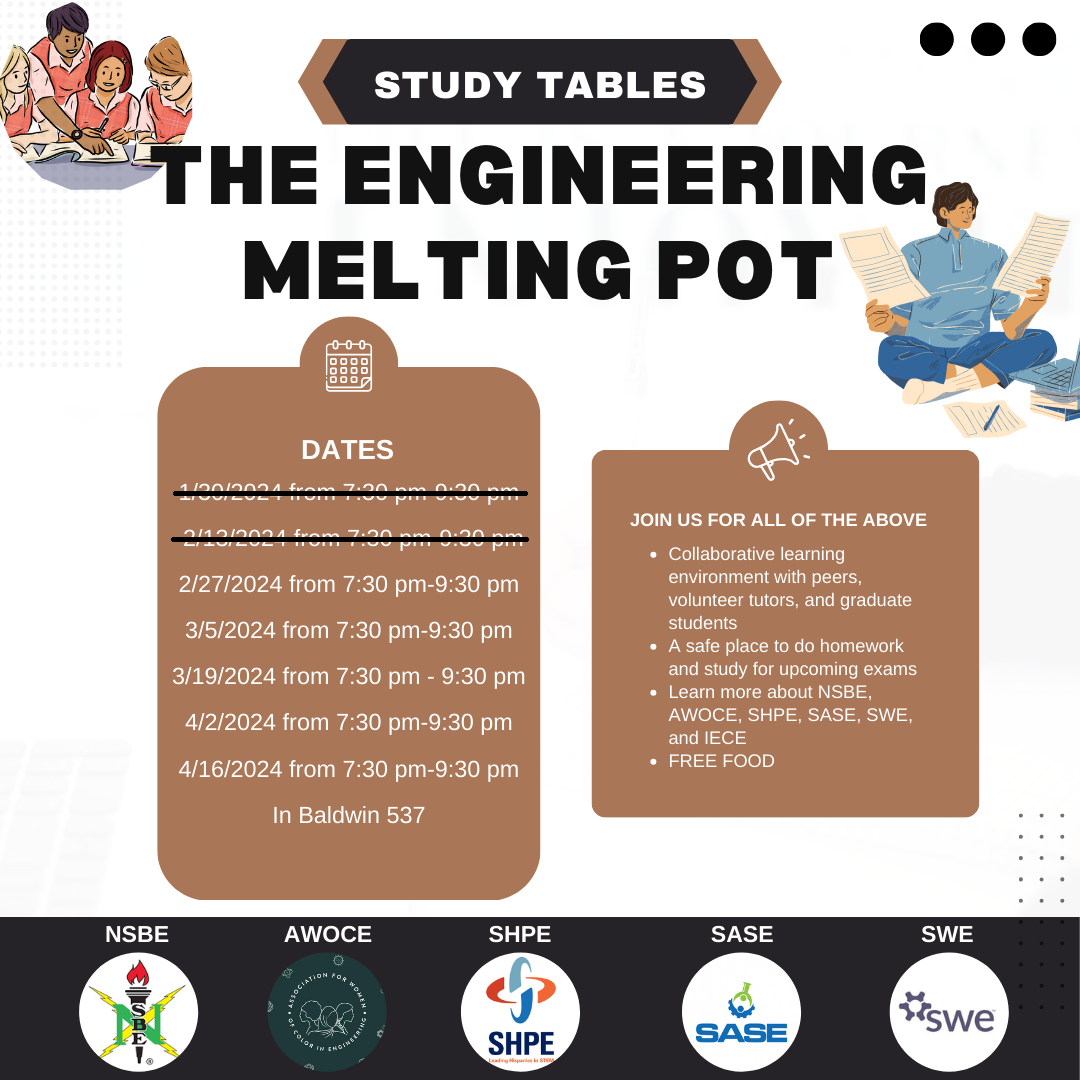 STUDY TABLES
THE ENGINEERING
MELTING POT
DATES
1/30/2024 from 7:30 pm-9:30 pm
2/13/2024 from 7:30 pm-9:30 pm
2/27/2024 from 7:30 pm-9:30 pm
3/5/2024 from 7:30 pm-9:30 pm
3/19/2024 from 7:30 pm - 9:30 pm
4/2/2024 from 7:30 pm-9:30 pm
4/16/2024 from 7:30 pm-9:30 pm
In Baldwin 537
JOIN US FOR ALL OF THE ABOVE
• Collaborative learning
environment with peers,
volunteer tutors, and graduate
students
• A safe place to do homework
and study for upcoming exams
• Learn more about NSBE,
AWOCE, SHPE, SASE, SWE,
and IECE
• FREE FOOD
NSBE
AWOCE
SHPE
SASE
SWE
N
SBE
®
ASSOCIATION FOR WOMEN
OF COLOR IN ENGINEERING
SHPE
Leading Hispanics in STEM
SASE
swe